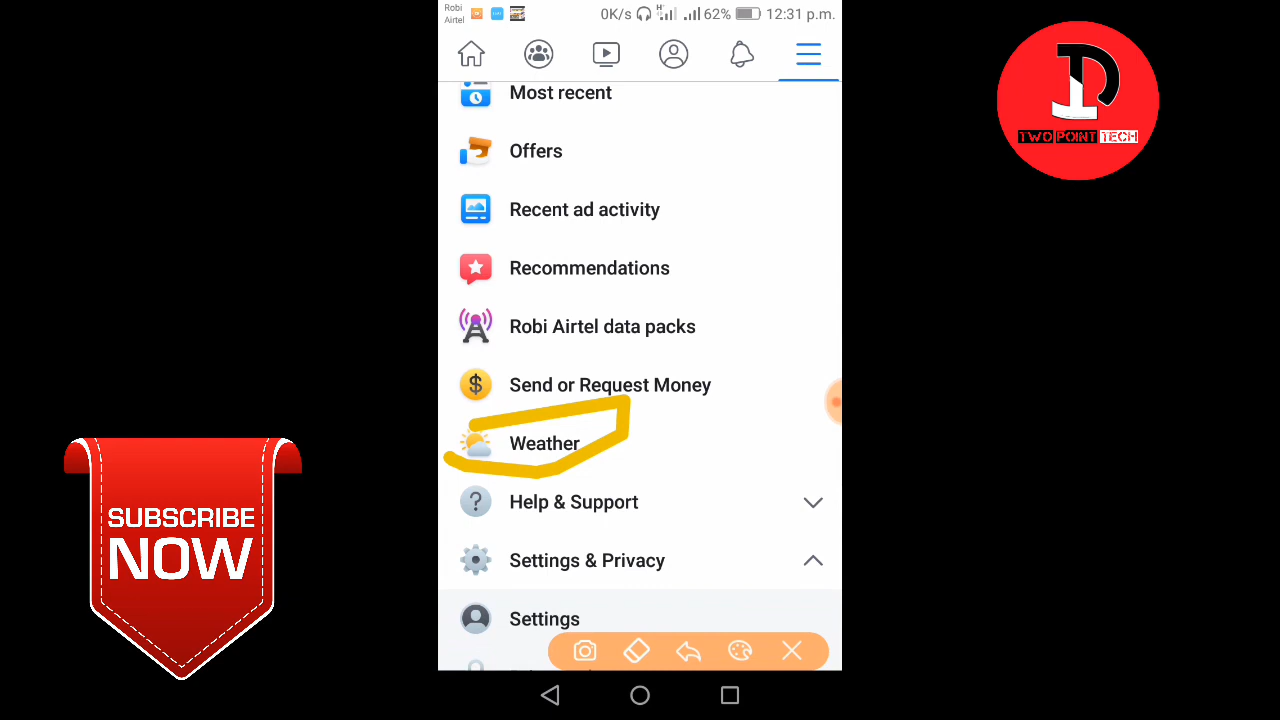 Robi
Airtel
0K/s
H
62%
12:31 p.m.
Most recent
Offers
Recent ad activity
Recommendations
Robi Airtel data packs
Send or Request Money
Weather
Help & Support
Settings & Privacy
Settings
TWO POINT TECH
SUBSCRIBE
NOW